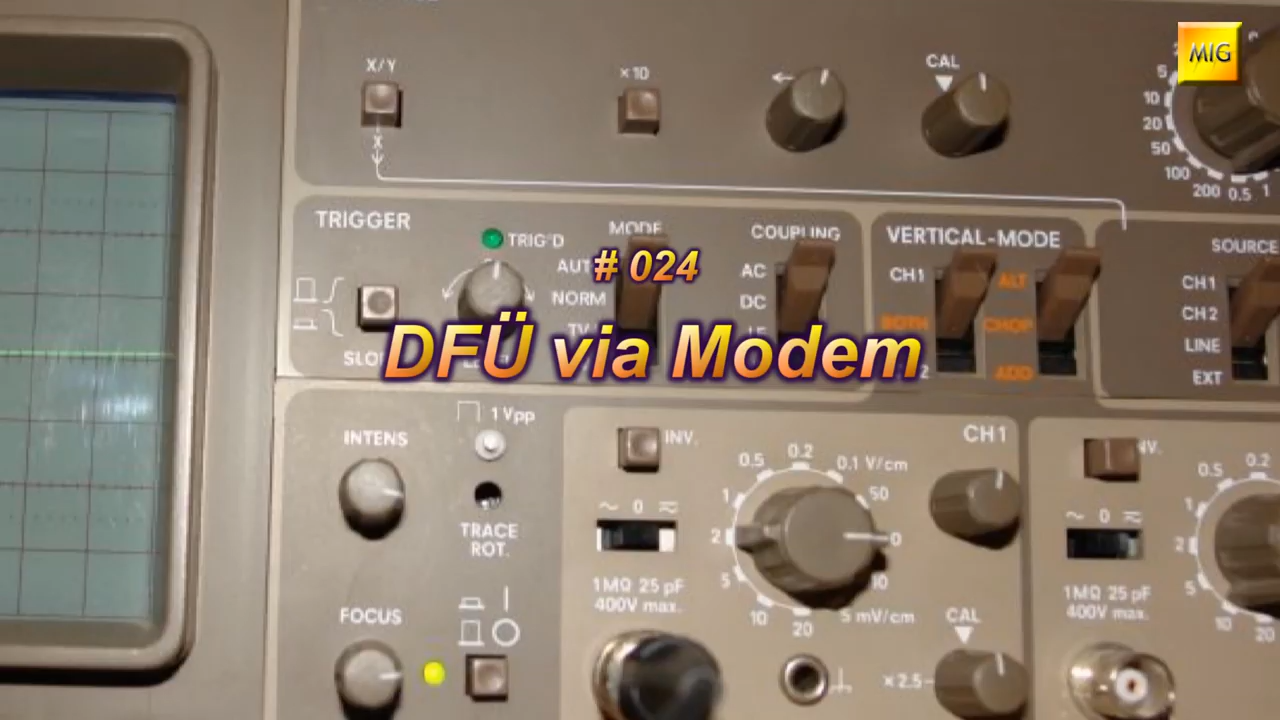 MIG
X/Y
×10
CAL
5
10
20
50
100
200
0.5
1
X
TRIGGER
TRIG'D
MODE
COUPLING
VERTICAL-MODE
SOURCE
# 024
AC
CH1
ALT
CH1
NORM
DC
BOTH
CHOP
CH2
DFÜ via Modem
TV
LINE
ADD
EXT
INTENS
1 Vpp
INV.
CH1
0.5
0.2
0.1 V/cm
0.5
0.2
1
50
1
~ 0
~ 0
TRACE
ROT.
2
2
5
10
5
1MΩ 25 pF
400V max.
10
20
5 mV/cm
1MΩ 25 pF
400V max.
10
20
FOCUS
CAL
×2.5